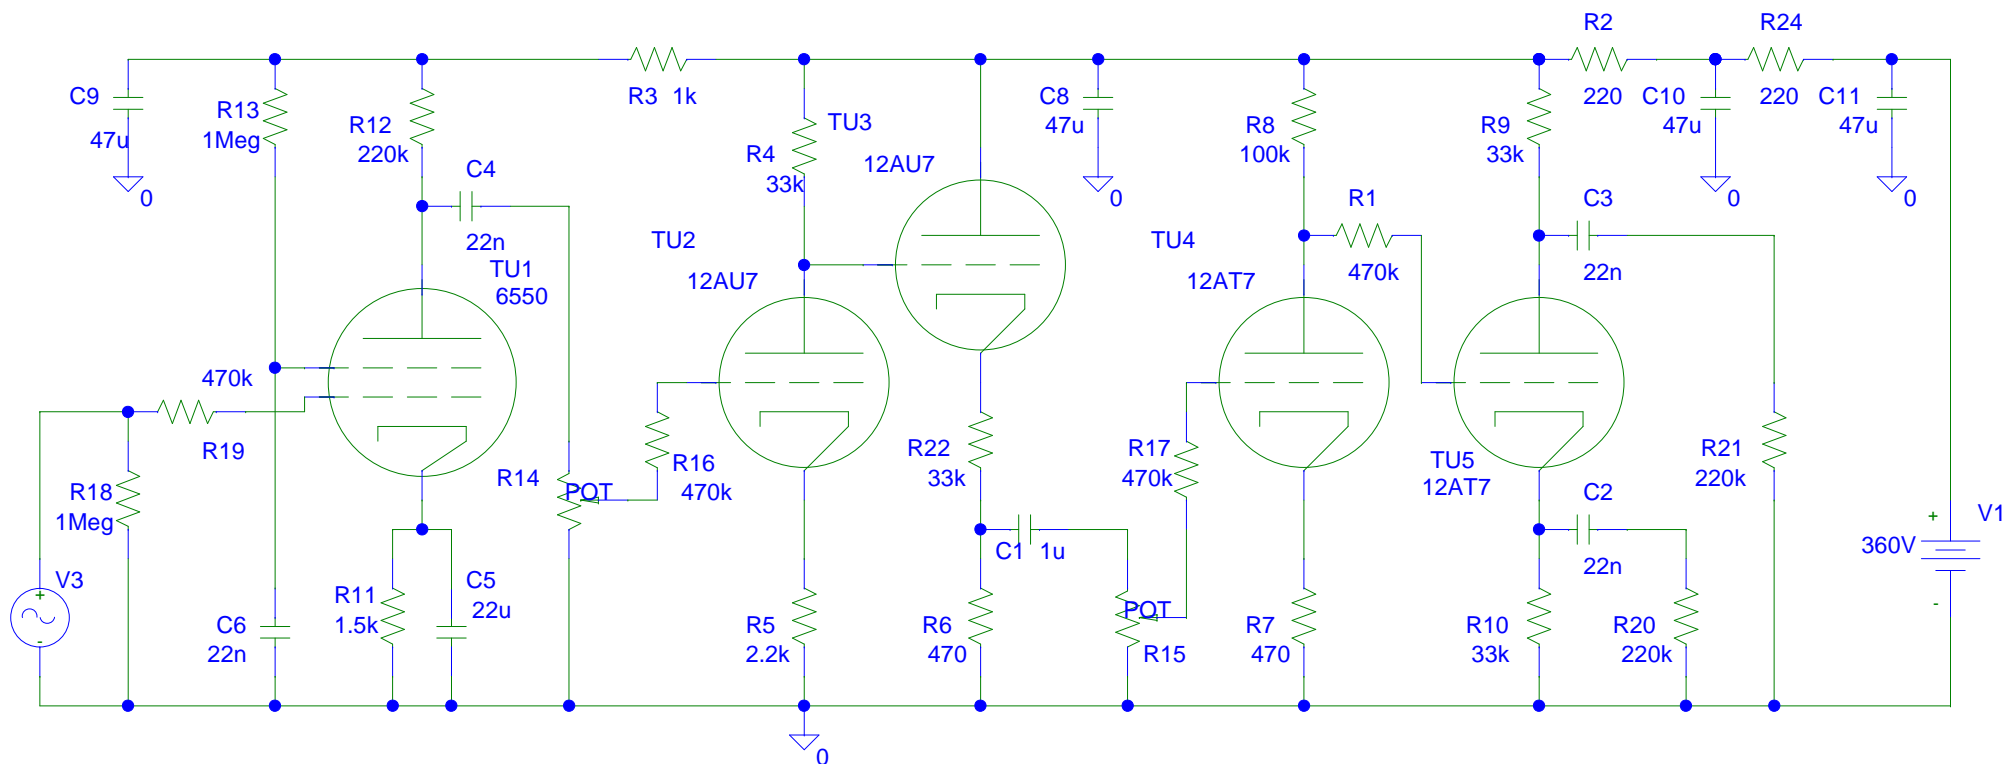 R2
R24
R3 1k
220
220
C9
47u
0
R13
1Meg
R12
220k
C4
22n
TU1
6550
R4
33k
TU3
12AU7
C8
47u
0
R8
100k
R9
33k
C10
47u
0
C11
47u
0
R1
470k
C3
22n
TU2
12AU7
TU4
12AT7
470k
R19
R18
1Meg
R14
POT
R16
470k
R22
33k
R17
470k
TU5
12AT7
R21
220k
C1 1u
C2
22n
V1
+
360V
-
V3
+
-
C6
22n
R11
1.5k
C5
22u
R5
2.2k
R6
470
POT
R15
R7
470
R10
33k
R20
220k
0